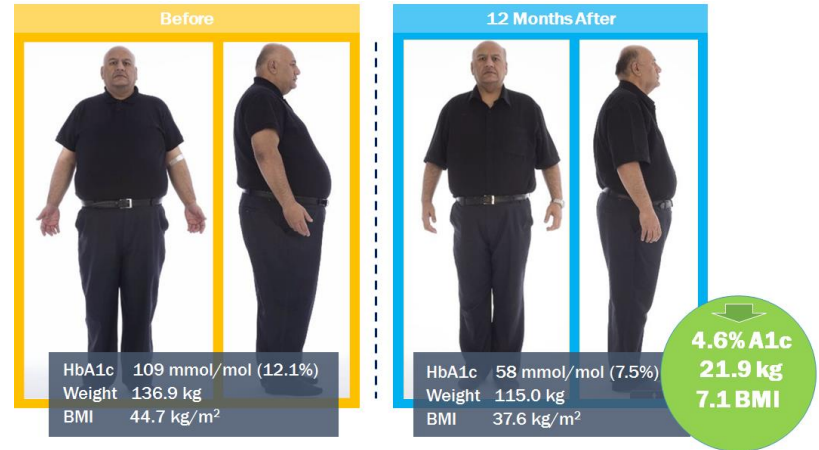 Before
12 Months After
HbA1c 109 mmol/mol (12.1%)
Weight 136.9 kg
BMI 44.7 kg/m²
HbA1c 58 mmol/mol (7.5%)
Weight 115.0 kg
BMI 37.6 kg/m²
4.6% A1c
21.9 kg
7.1 BMI